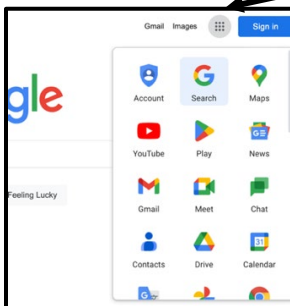 Gmail Images Sign in
gle
Account Search Maps
YouTube Play News
Feeling Lucky
Gmail Meet Chat
31
Contacts Drive Calendar